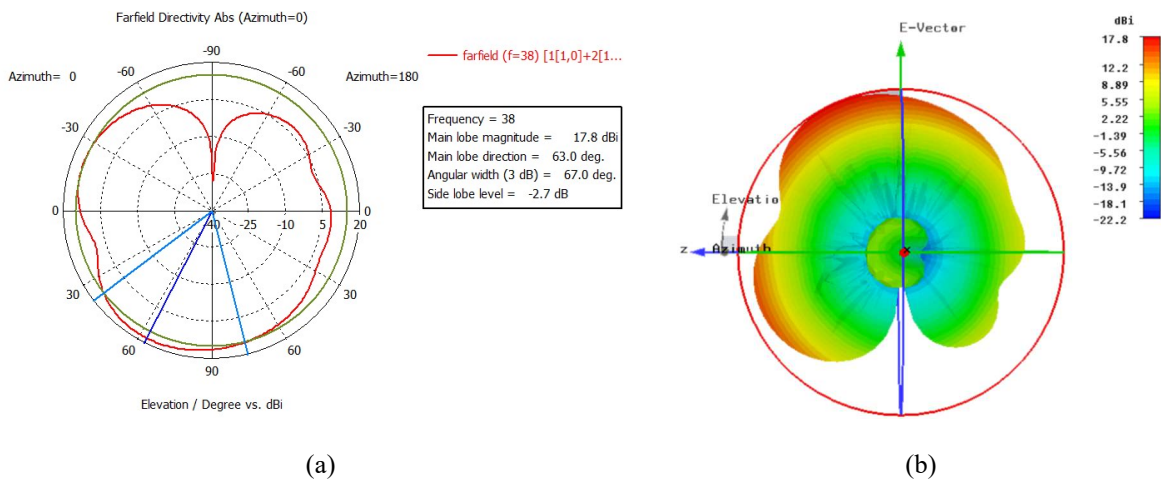 Farfield Directivity Abs (Azimuth=0)
-90
Azimuth= 0
-60
-60
Azimuth=180
-30
-30
0
-40
-25
-10
5
20
0
30
30
60
60
90
Elevation / Degree vs. dBi
farfield (f=38) [1[1,0]+2[1...
Frequency = 38
Main lobe magnitude = 17.8 dBi
Main lobe direction = 63.0 deg.
Angular width (3 dB) = 67.0 deg.
Side lobe level = -2.7 dB
(a)
E-Vector
Azimuth
z
dBi
17.8
12.2
8.89
5.55
2.22
-1.39
-5.56
-9.72
-13.9
-18.1
-22.2
(b)